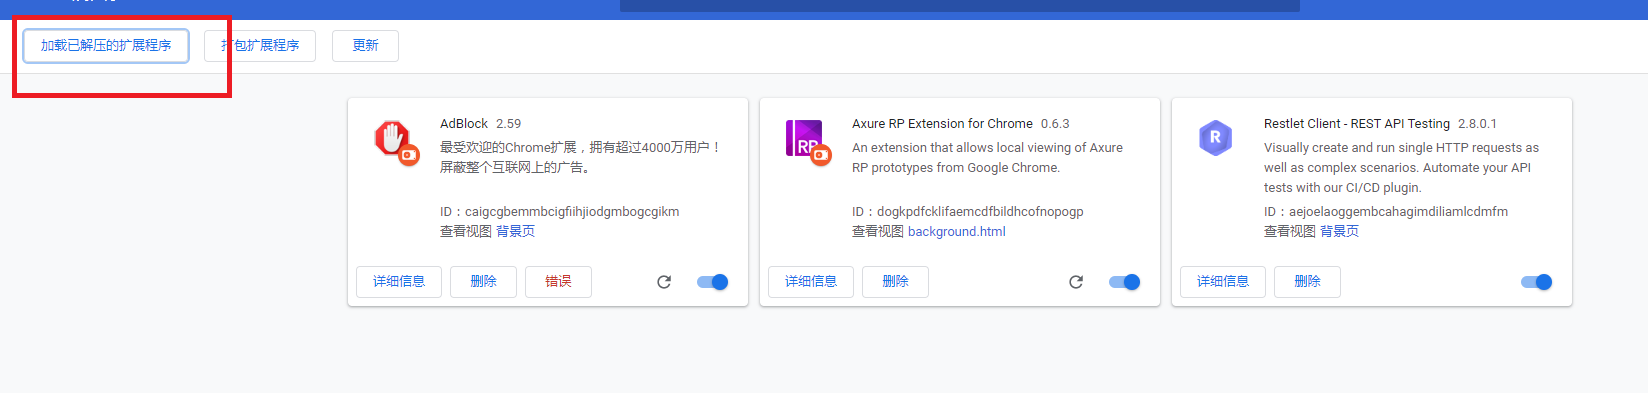 加载已解压的扩展程序 打包扩展程序 更新
AdBlock 2.59
最受欢迎的Chrome扩展，拥有超过4000万用户！
屏蔽整个互联网上的广告。
ID：caigcgbemmbcigfiihjiodgmbogcgikm
查看视图 背景页
详细信息 删除 错误
Axure RP Extension for Chrome 0.6.3
An extension that allows local viewing of Axure
RP prototypes from Google Chrome.
ID：dogkpdfcklifaemcdfbildhcofnopogp
查看视图 background.html
详细信息 删除
Restlet Client - REST API Testing 2.8.0.1
Visually create and run single HTTP requests as
well as complex scenarios. Automate your API
tests with our CI/CD plugin.
ID：aejoelaoggembcahagimdiliamlcdmfm
查看视图 背景页
详细信息 删除